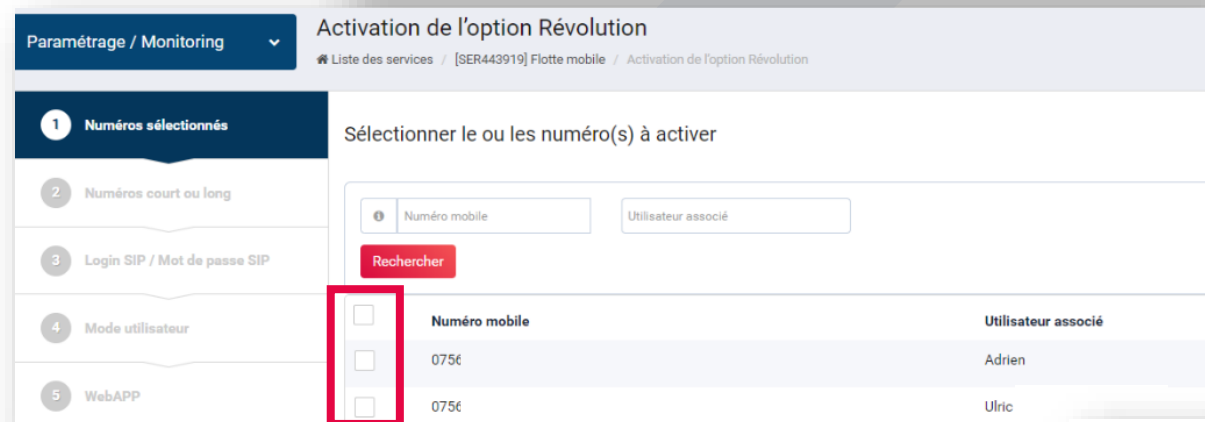 Paramétrage / Monitoring
Activation de l'option Révolution
Liste des services / [SER443919] Flotte mobile / Activation de l'option Révolution
1 Numéros sélectionnés
2 Numéros court ou long
3 Login SIP / Mot de passe SIP
4 Mode utilisateur
5 WebAPP
Sélectionner le ou les numéro(s) à activer
Numéro mobile Utilisateur associé
Rechercher
Numéro mobile Utilisateur associé
0756 Adrien
0756 Ulric